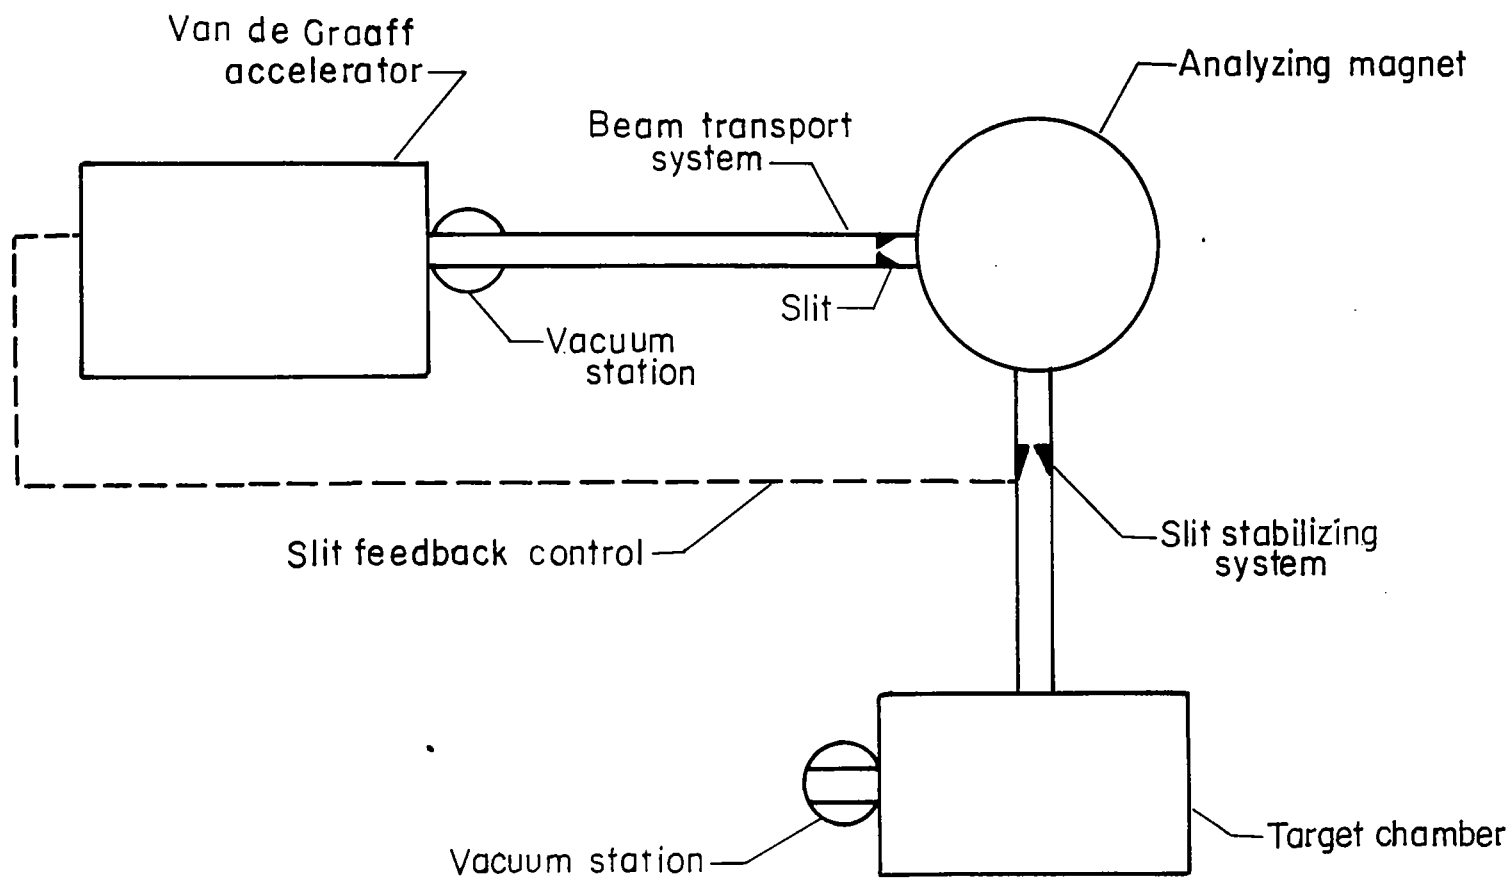 Van de Graaff
accelerator
Analyzing magnet
Beam transport
system
Slit
Vacuum
station
Slit feedback control
Slit stabilizing
system
Target chamber
Vacuum station